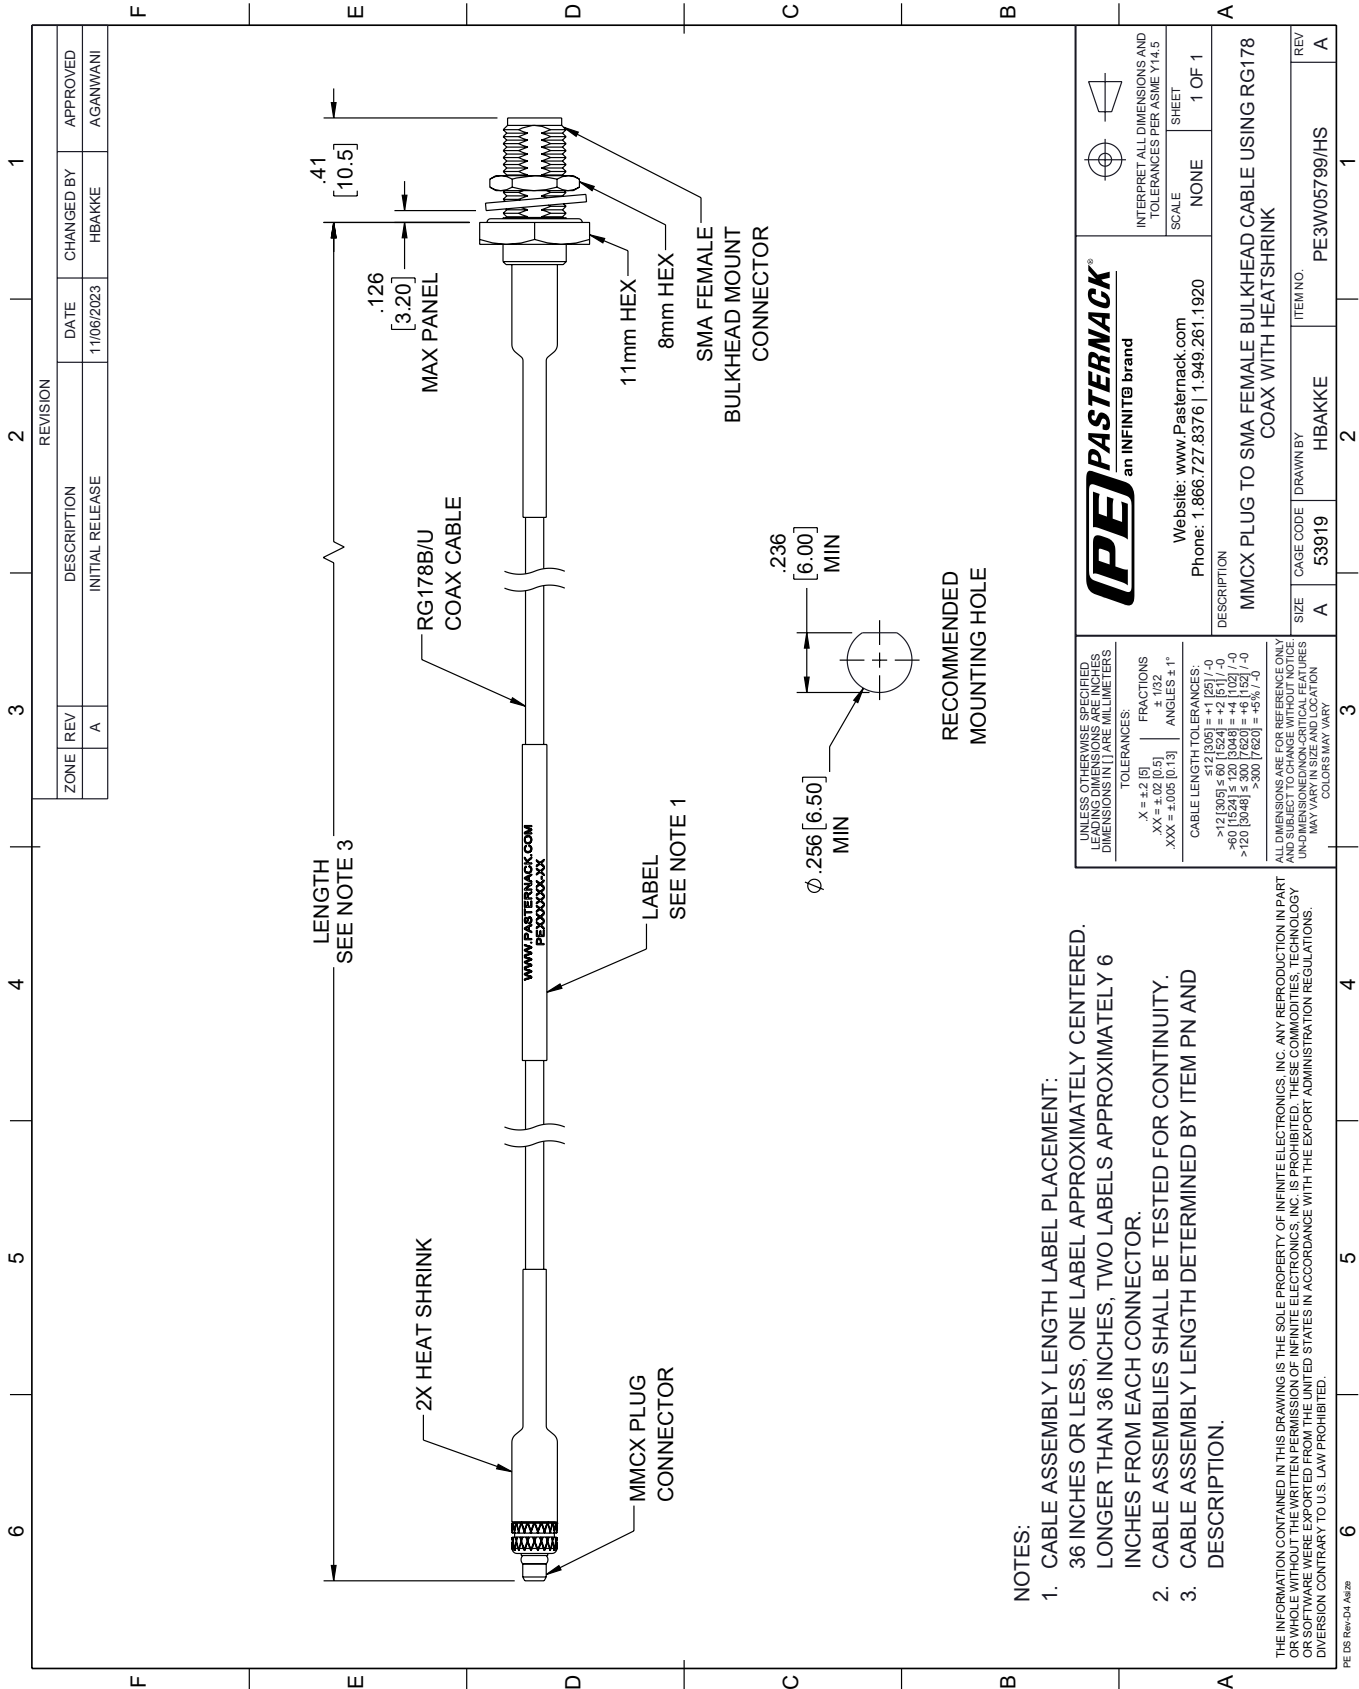 REVISION
ZONE REV DESCRIPTION DATE CHANGED BY APPROVED
A INITIAL RELEASE 11/06/2023 HBAKKE AGANWANI
6 5 4 3 2 1
F
E
D
C
B
A
F
E
D
C
B
A
LENGTH
SEE NOTE 3
.41
[10.5]
.126
[3.20]
MAX PANEL
2X HEAT SHRINK
RG178B/U
COAX CABLE
WWW.PASTERNACK.COM
PEXXXXXX-XX
MMCX PLUG
CONNECTOR
LABEL
SEE NOTE 1
11mm HEX
8mm HEX
SMA FEMALE
BULKHEAD MOUNT
CONNECTOR
.236
[6.00]
MIN
Ø.256 [6.50]
MIN
RECOMMENDED
MOUNTING HOLE
NOTES:
1. CABLE ASSEMBLY LENGTH LABEL PLACEMENT:
36 INCHES OR LESS, ONE LABEL APPROXIMATELY CENTERED.
LONGER THAN 36 INCHES, TWO LABELS APPROXIMATELY 6
INCHES FROM EACH CONNECTOR.
2. CABLE ASSEMBLIES SHALL BE TESTED FOR CONTINUITY.
3. CABLE ASSEMBLY LENGTH DETERMINED BY ITEM PN AND
DESCRIPTION.
THE INFORMATION CONTAINED IN THIS DRAWING IS THE SOLE PROPERTY OF INFINITE ELECTRONICS, INC. ANY REPRODUCTION IN PART
OR WHOLE WITHOUT THE WRITTEN PERMISSION OF INFINITE ELECTRONICS, INC. IS PROHIBITED. THESE COMMODITIES, TECHNOLOGY
OR SOFTWARE WERE EXPORTED FROM THE UNITED STATES IN ACCORDANCE WITH THE EXPORT ADMINISTRATION REGULATIONS.
DIVERSION CONTRARY TO U.S. LAW PROHIBITED.
UNLESS OTHERWISE SPECIFIED
LEADING DIMENSIONS ARE INCHES
DIMENSIONS IN [ ] ARE MILLIMETERS
TOLERANCES:
.X = ±.2 [5] FRACTIONS
.XX = ±.02 [0.5] ± 1/32
.XXX = ±.005 [0.13] ANGLES ± 1°
CABLE LENGTH TOLERANCES:
≤12 [305] = +1 [25] / -0
>12 [305] ≤ 60 [1524] = +2 [51] / -0
>60 [1524] ≤ 120 [3048] = +4 [102] / -0
>120 [3048] ≤ 300 [7620] = +6 [152] / -0
>300 [7620] = +5% / -0
ALL DIMENSIONS ARE FOR REFERENCE ONLY
AND SUBJECT TO CHANGE WITHOUT NOTICE.
UN-DIMENSIONED/NON-CRITICAL FEATURES
MAY VARY IN SIZE AND LOCATION
COLORS MAY VARY
PE PASTERNACK®
an INFINIT@ brand
Website: www.Pasternack.com
Phone: 1.866.727.8376 | 1.949.261.1920
INTERPRET ALL DIMENSIONS AND
TOLERANCES PER ASME Y14.5
SCALE SHEET
NONE 1 OF 1
DESCRIPTION
MMCX PLUG TO SMA FEMALE BULKHEAD CABLE USING RG178
COAX WITH HEATSHRINK
SIZE CAGE CODE DRAWN BY ITEM NO. REV
A 53919 HBAKKE PE3W05799/HS A
PE DS Rev-D4 Asize
6 5 4 3 2 1